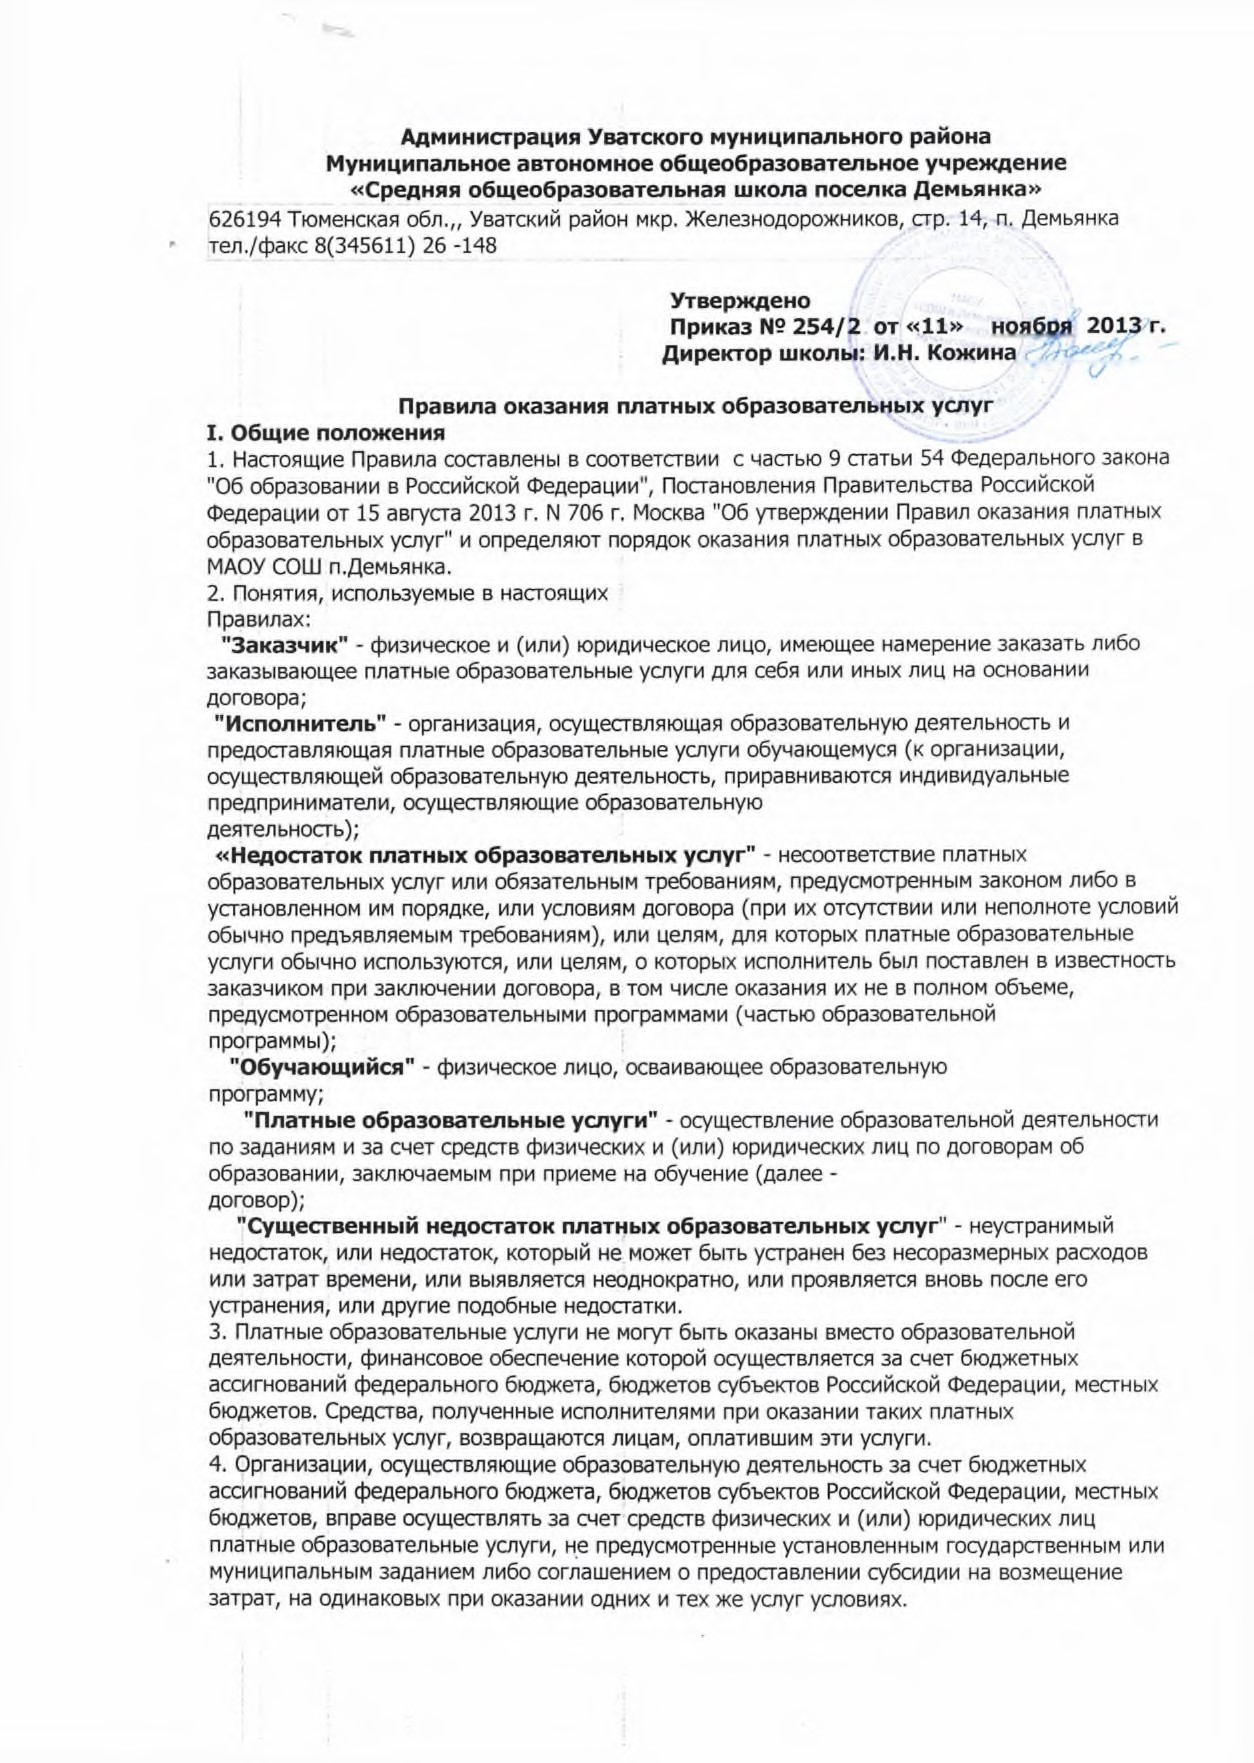 Администрация Уватского муниципального района
Муниципальное автономное общеобразовательное учреждение
«Средняя общеобразовательная школа поселка Демьянка»
626194 Тюменская обл.,, Уватский район мкр. Железнодорожников, стр. 14, п. Демьянка
тел./факс 8(345611) 26 -148
Утверждено
Приказ № 254/2 от «11» ноября 2013 г.
Директор школы: И.Н. Кожина
Правила оказания платных образовательных услуг
I. Общие положения
1. Настоящие Правила составлены в соответствии с частью 9 статьи 54 Федерального закона
"Об образовании в Российской Федерации", Постановления Правительства Российской
Федерации от 15 августа 2013 г. N 706 г. Москва "Об утверждении Правил оказания платных
образовательных услуг" и определяют порядок оказания платных образовательных услуг в
МАОУ СОШ п.Демьянка.
2. Понятия, используемые в настоящих
Правилах:
"Заказчик" - физическое и (или) юридическое лицо, имеющее намерение заказать либо
заказывающее платные образовательные услуги для себя или иных лиц на основании
договора;
"Исполнитель" - организация, осуществляющая образовательную деятельность и
предоставляющая платные образовательные услуги обучающемуся (к организации,
осуществляющей образовательную деятельность, приравниваются индивидуальные
предприниматели, осуществляющие образовательную
деятельность);
«Недостаток платных образовательных услуг" - несоответствие платных
образовательных услуг или обязательным требованиям, предусмотренным законом либо в
установленном им порядке, или условиям договора (при их отсутствии или неполноте условий
обычно предъявляемым требованиям), или целям, для которых платные образовательные
услуги обычно используются, или целям, о которых исполнитель был поставлен в известность
заказчиком при заключении договора, в том числе оказания их не в полном объеме,
предусмотренном образовательными программами (частью образовательной
программы);
"Обучающийся" - физическое лицо, осваивающее образовательную
программу;
"Платные образовательные услуги" - осуществление образовательной деятельности
по заданиям и за счет средств физических и (или) юридических лиц по договорам об
образовании, заключаемым при приеме на обучение (далее -
договор);
"Существенный недостаток платных образовательных услуг" - неустранимый
недостаток, или недостаток, который не может быть устранен без несоразмерных расходов
или затрат времени, или выявляется неоднократно, или проявляется вновь после его
устранения, или другие подобные недостатки.
3. Платные образовательные услуги не могут быть оказаны вместо образовательной
деятельности, финансовое обеспечение которой осуществляется за счет бюджетных
ассигнований федерального бюджета, бюджетов субъектов Российской Федерации, местных
бюджетов. Средства, полученные исполнителями при оказании таких платных
образовательных услуг, возвращаются лицам, оплатившим эти услуги.
4. Организации, осуществляющие образовательную деятельность за счет бюджетных
ассигнований федерального бюджета, бюджетов субъектов Российской Федерации, местных
бюджетов, вправе осуществлять за счет средств физических и (или) юридических лиц
платные образовательные услуги, не предусмотренные установленным государственным или
муниципальным заданием либо соглашением о предоставлении субсидии на возмещение
затрат, на одинаковых при оказании одних и тех же услуг условиях.